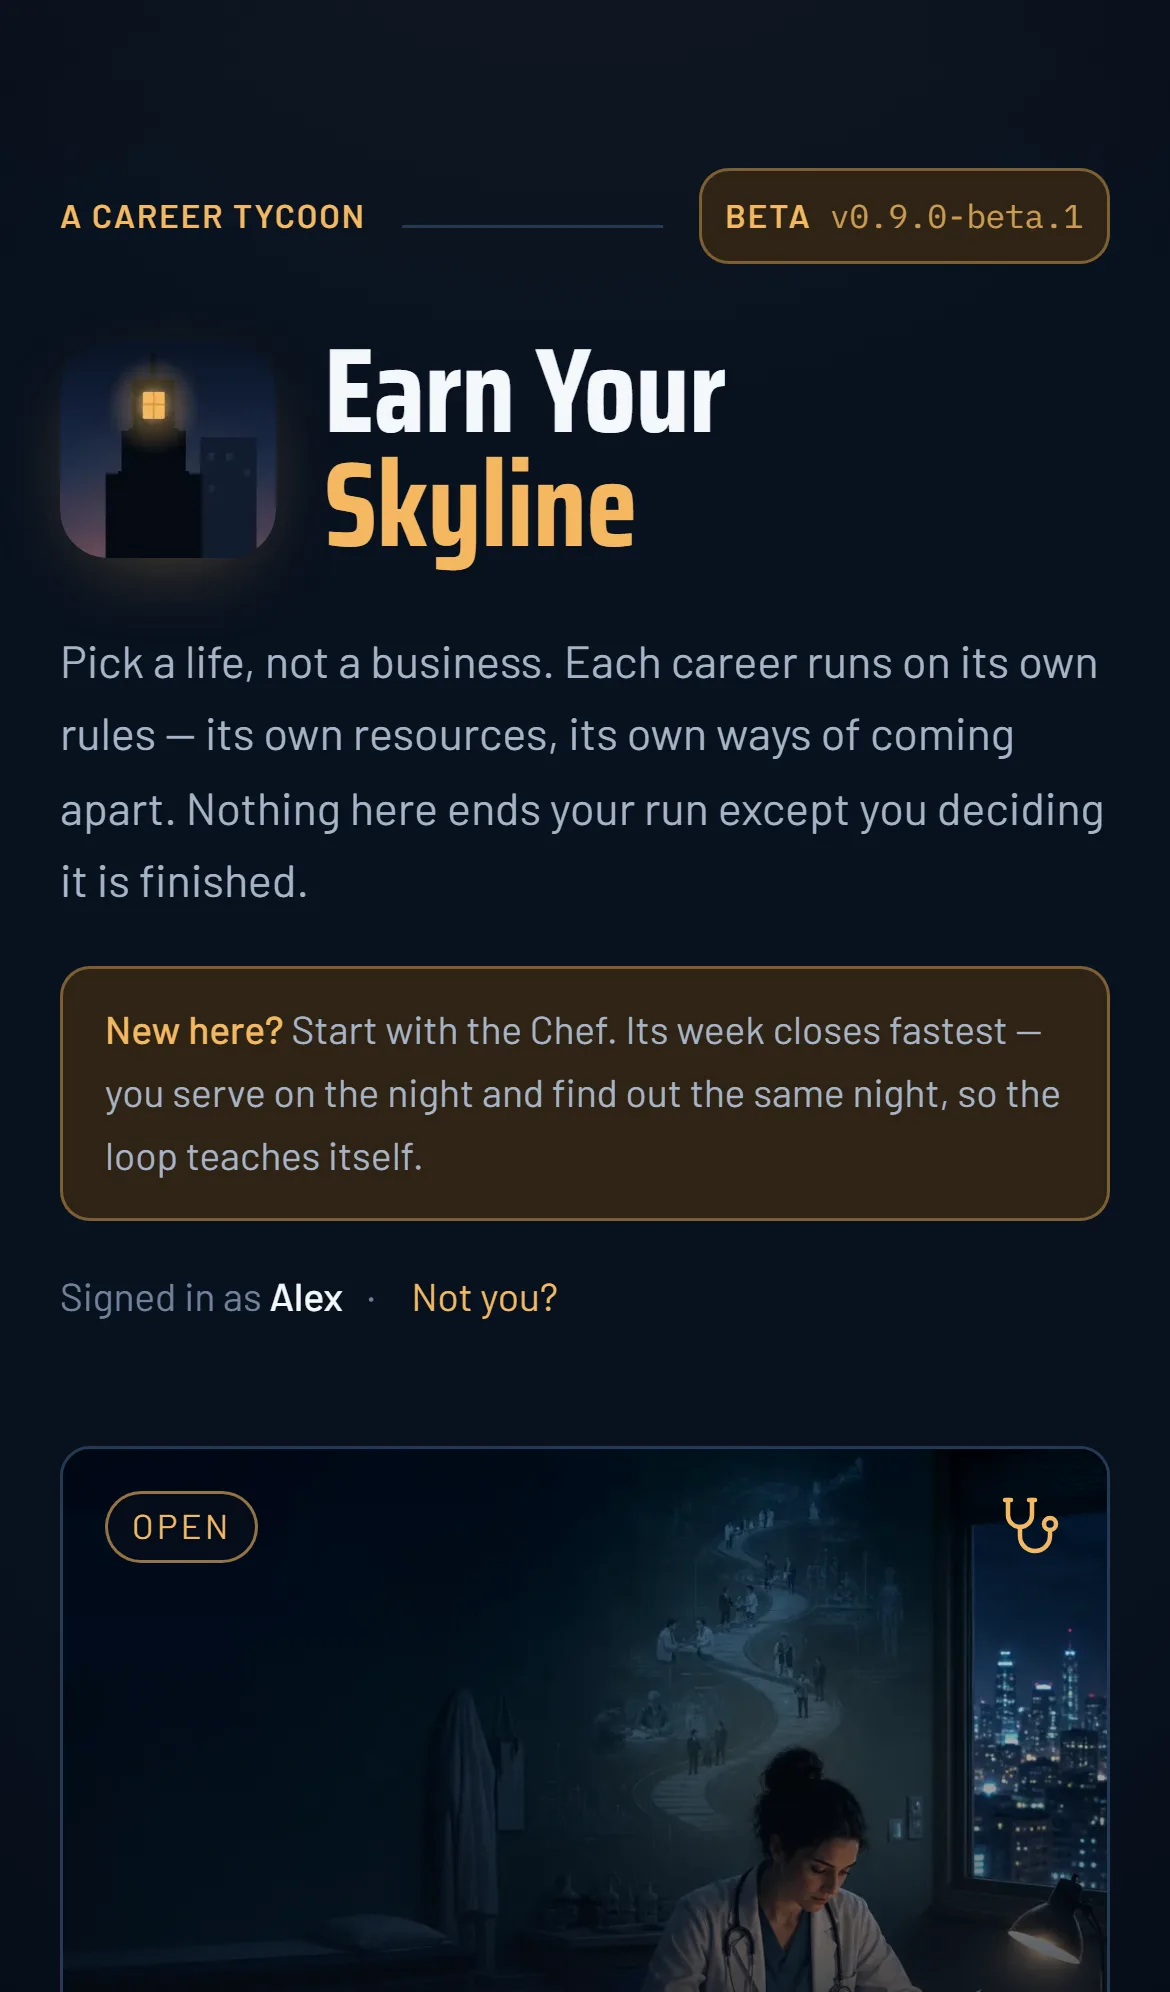 A CAREER TYCOON
BETA v0.9.0-beta.1
Earn Your
Skyline
Pick a life, not a business. Each career runs on its own
rules — its own resources, its own ways of coming
apart. Nothing here ends your run except you deciding
it is finished.
New here? Start with the Chef. Its week closes fastest —
you serve on the night and find out the same night, so the
loop teaches itself.
Signed in as Alex · Not you?
OPEN